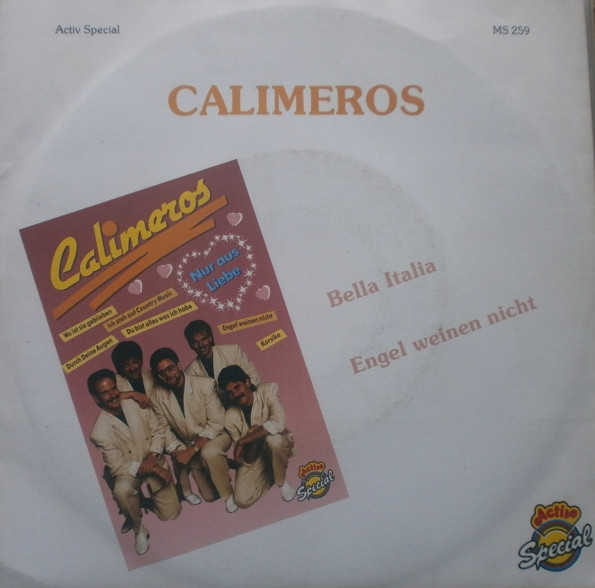 Activ Special
MS 259
CALIMEROS
Calimeros
Nur aus
Liebe
Wo ist sie geblieben
Ich steh auf Country Music
Durch Deine Augen
Du bist alles was ich habe
Engel weinen nicht
Korsika
Bella Italia
Engel weinen nicht
Activ
Special
Activ
Special